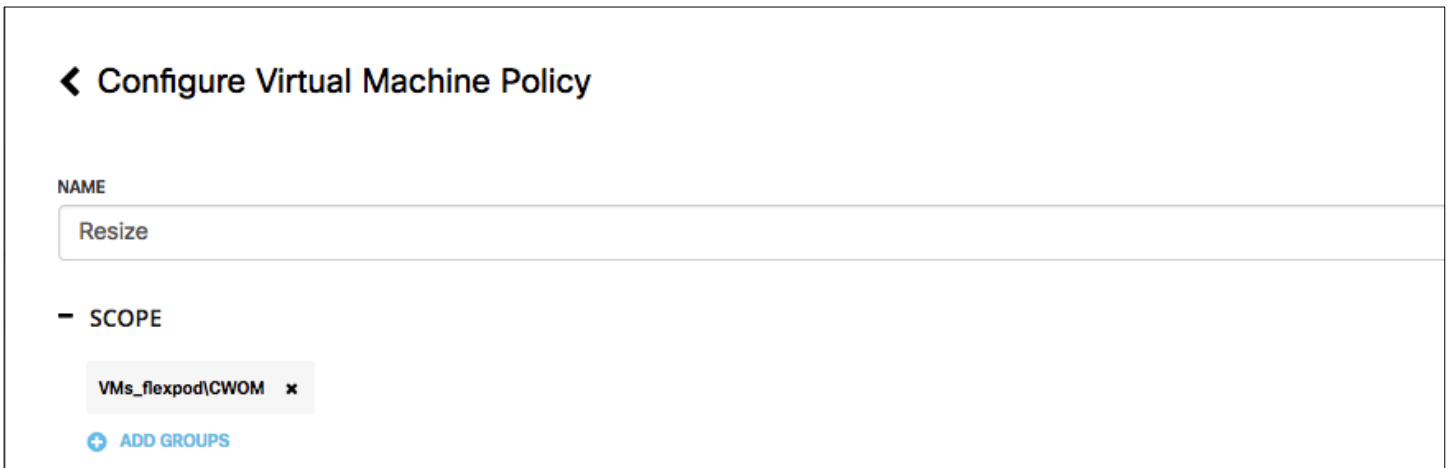 Configure Virtual Machine Policy
NAME
Resize
SCOPE
VMs_flexpod\CWOM
ADD GROUPS